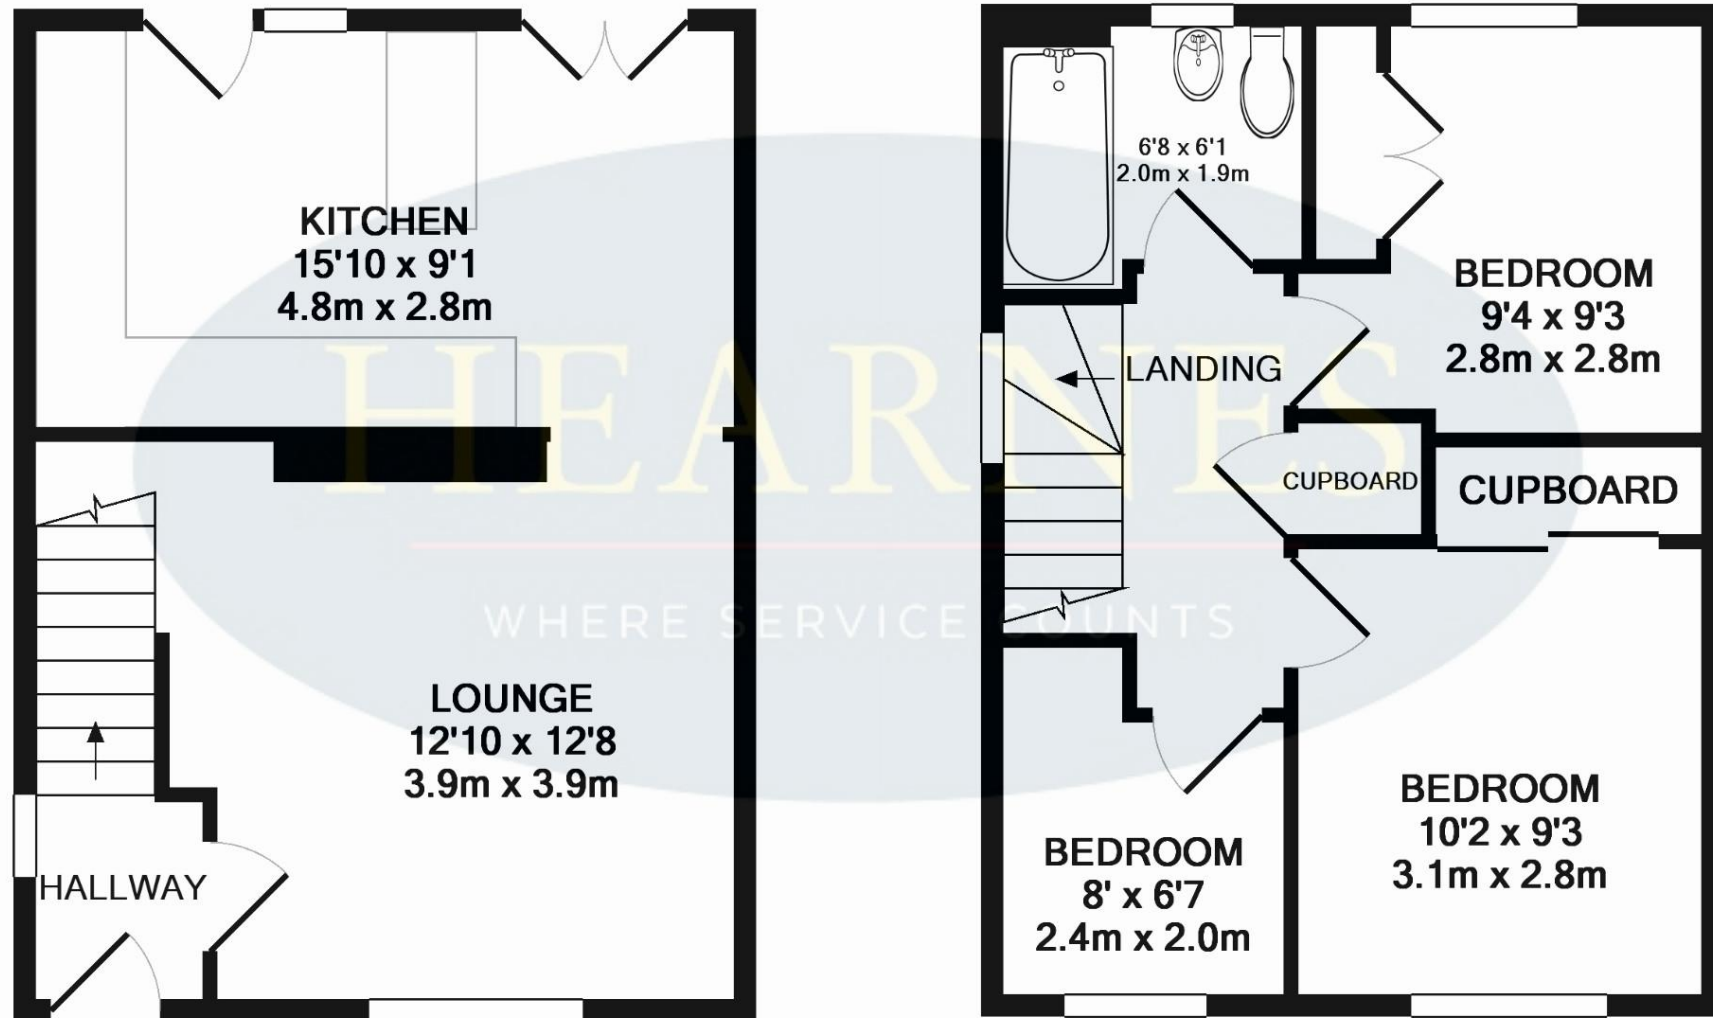 KITCHEN
15'10 x 9'1
4.8m x 2.8m
LOUNGE
12'10 x 12'8
3.9m x 3.9m
HALLWAY
6'8 x 6'1
2.0m x 1.9m
BEDROOM
9'4 x 9'3
2.8m x 2.8m
LANDING
CUPBOARD
CUPBOARD
BEDROOM
10'2 x 9'3
3.1m x 2.8m
BEDROOM
8' x 6'7
2.4m x 2.0m
HEARNES
WHERE SERVICE COUNTS